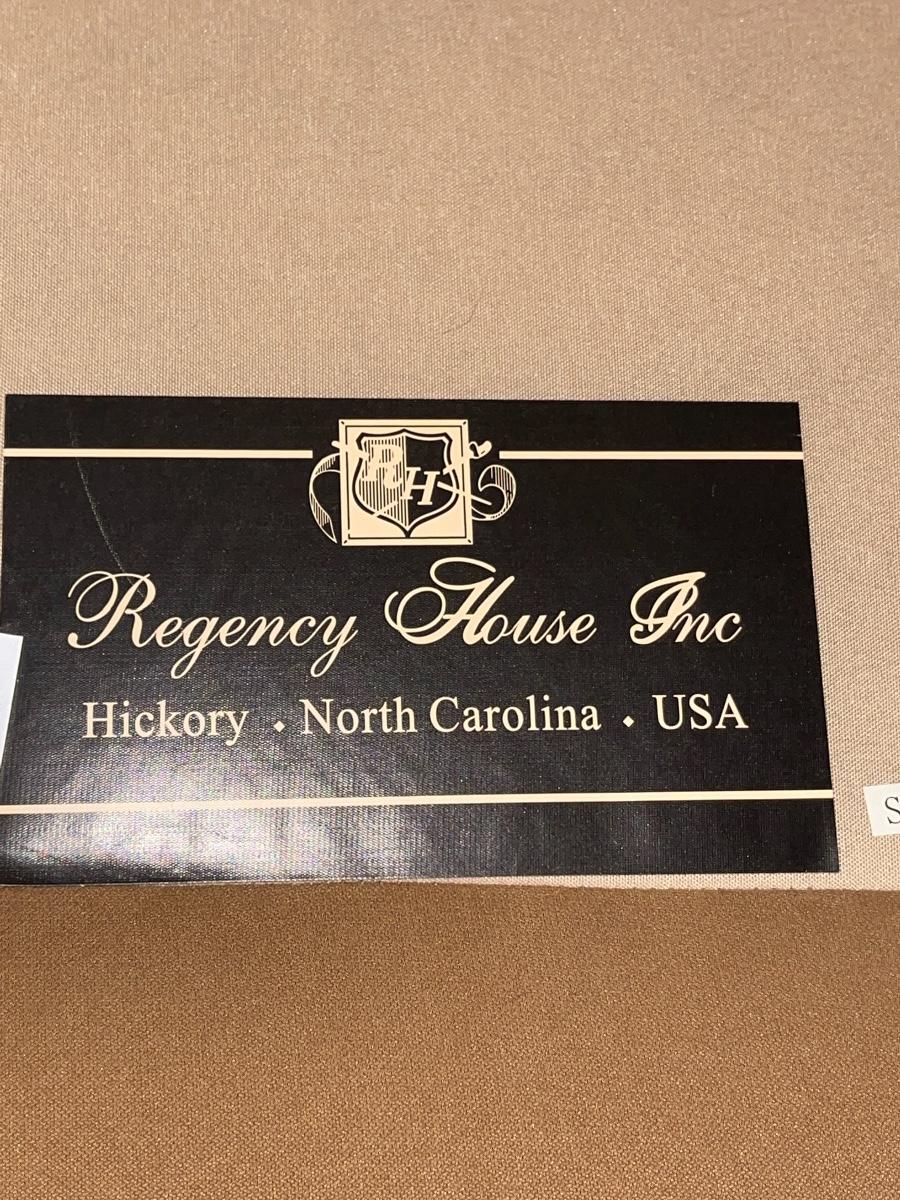 RH
Regency House Inc
Hickory • North Carolina • USA
S